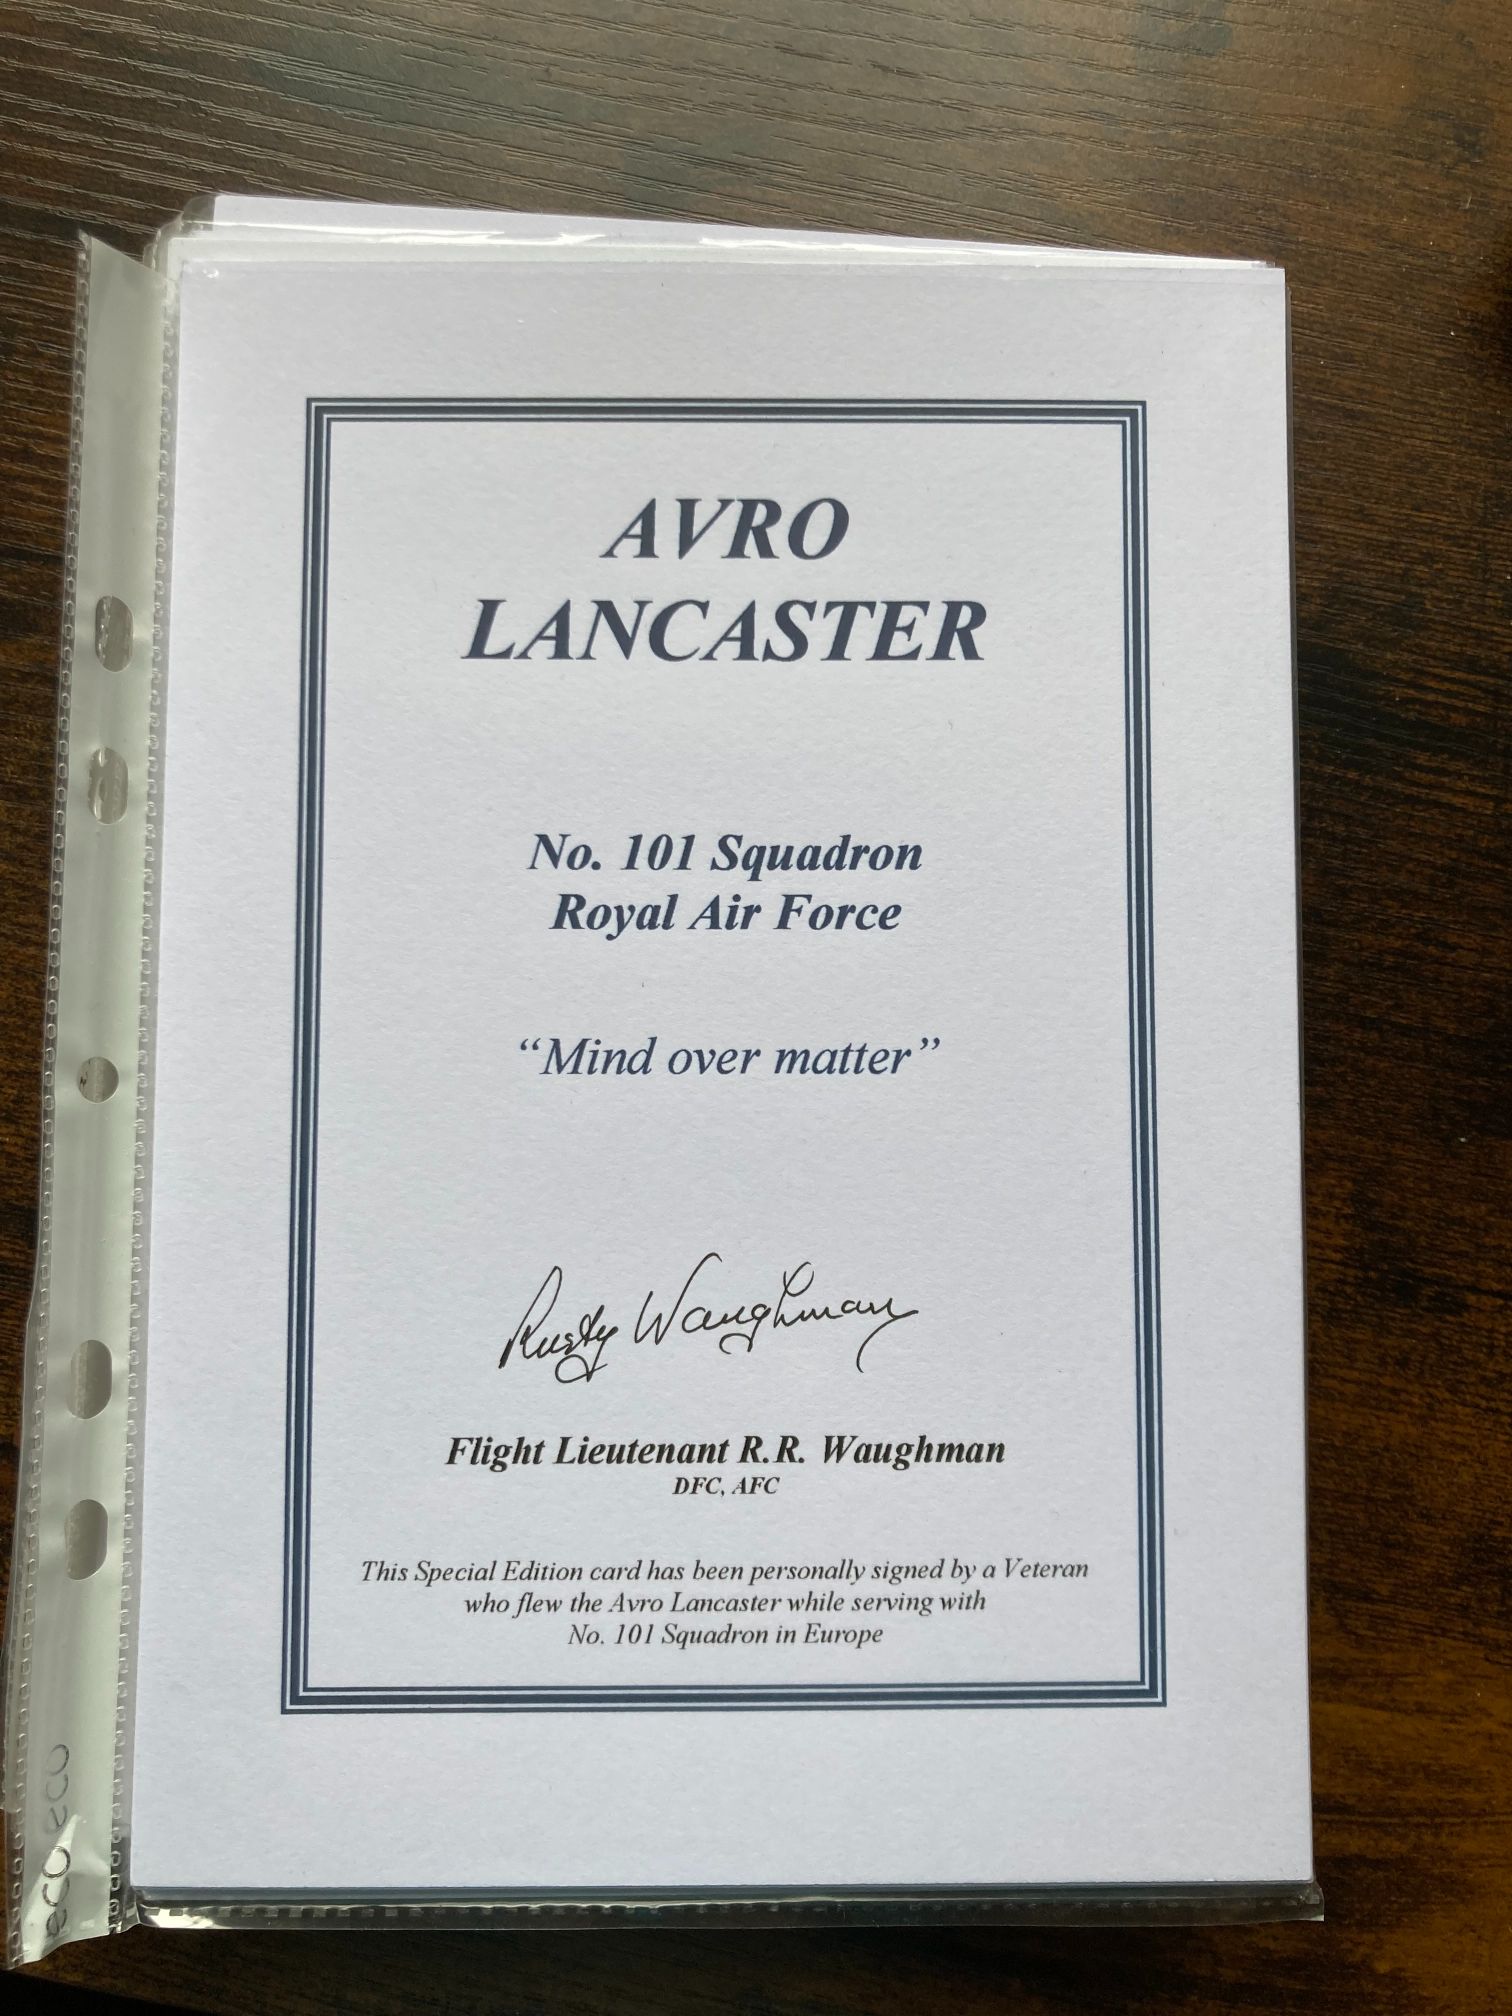 AVRO
LANCASTER
No. 101 Squadron
Royal Air Force
“Mind over matter”
Rusty Waughman
Flight Lieutenant R.R. Waughman
DFC, AFC
This Special Edition card has been personally signed by a Veteran
who flew the Avro Lancaster while serving with
No. 101 Squadron in Europe
eco eco